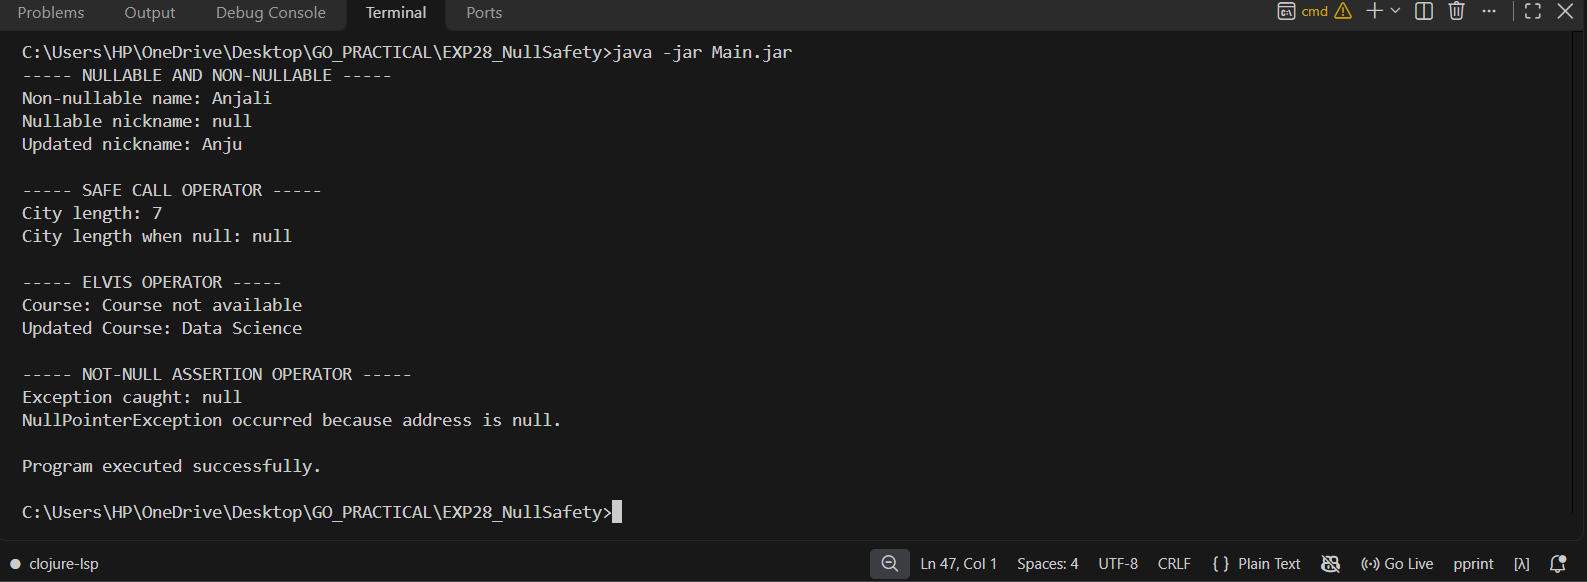 Problems Output Debug Console Terminal Ports cmd
C:\Users\HP\OneDrive\Desktop\GO_PRACTICAL\EXP28_NullSafety>java -jar Main.jar
----- NULLABLE AND NON-NULLABLE -----
Non-nullable name: Anjali
Nullable nickname: null
Updated nickname: Anju
----- SAFE CALL OPERATOR -----
City length: 7
City length when null: null
----- ELVIS OPERATOR -----
Course: Course not available
Updated Course: Data Science
----- NOT-NULL ASSERTION OPERATOR -----
Exception caught: null
NullPointerException occurred because address is null.
Program executed successfully.
C:\Users\HP\OneDrive\Desktop\GO_PRACTICAL\EXP28_NullSafety>
clojure-lsp Ln 47, Col 1 Spaces: 4 UTF-8 CRLF { } Plain Text Go Live pprint [λ]